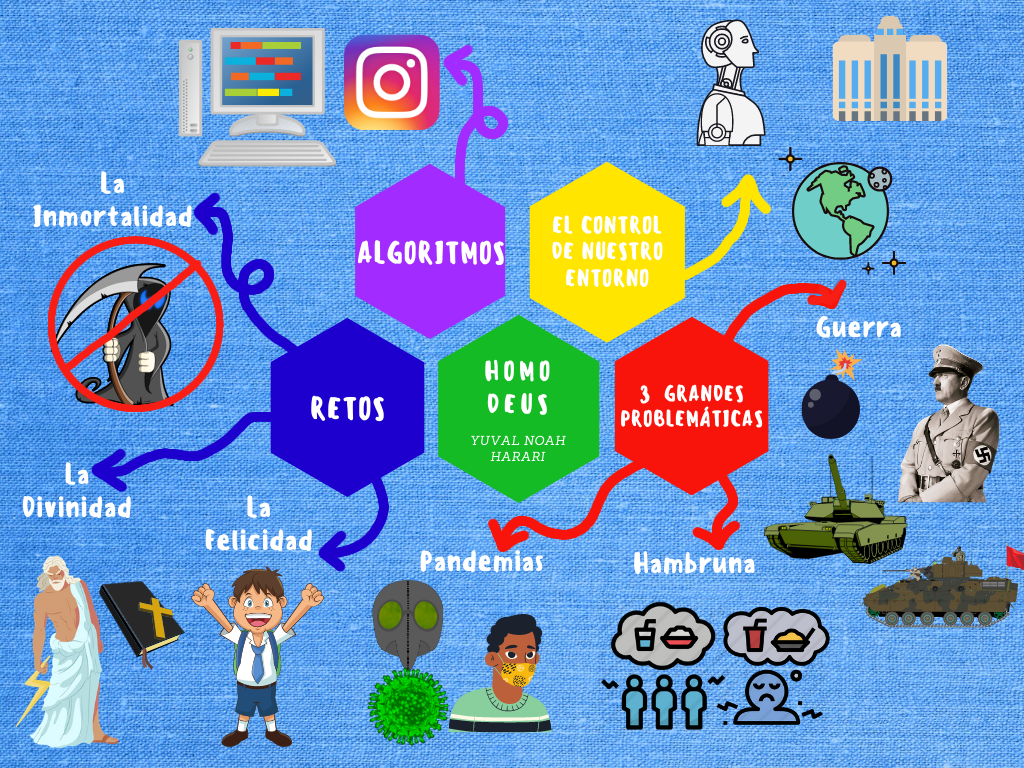 La
Inmortalidad
ALGORITMOS
EL CONTROL
DE NUESTRO
ENTORNO
Guerra
RETOS
HOMO
DEUS
YUVAL NOAH
HARARI
3 GRANDES
PROBLEMÁTICAS
La
Divinidad
La
Felicidad
Pandemias
Hambruna